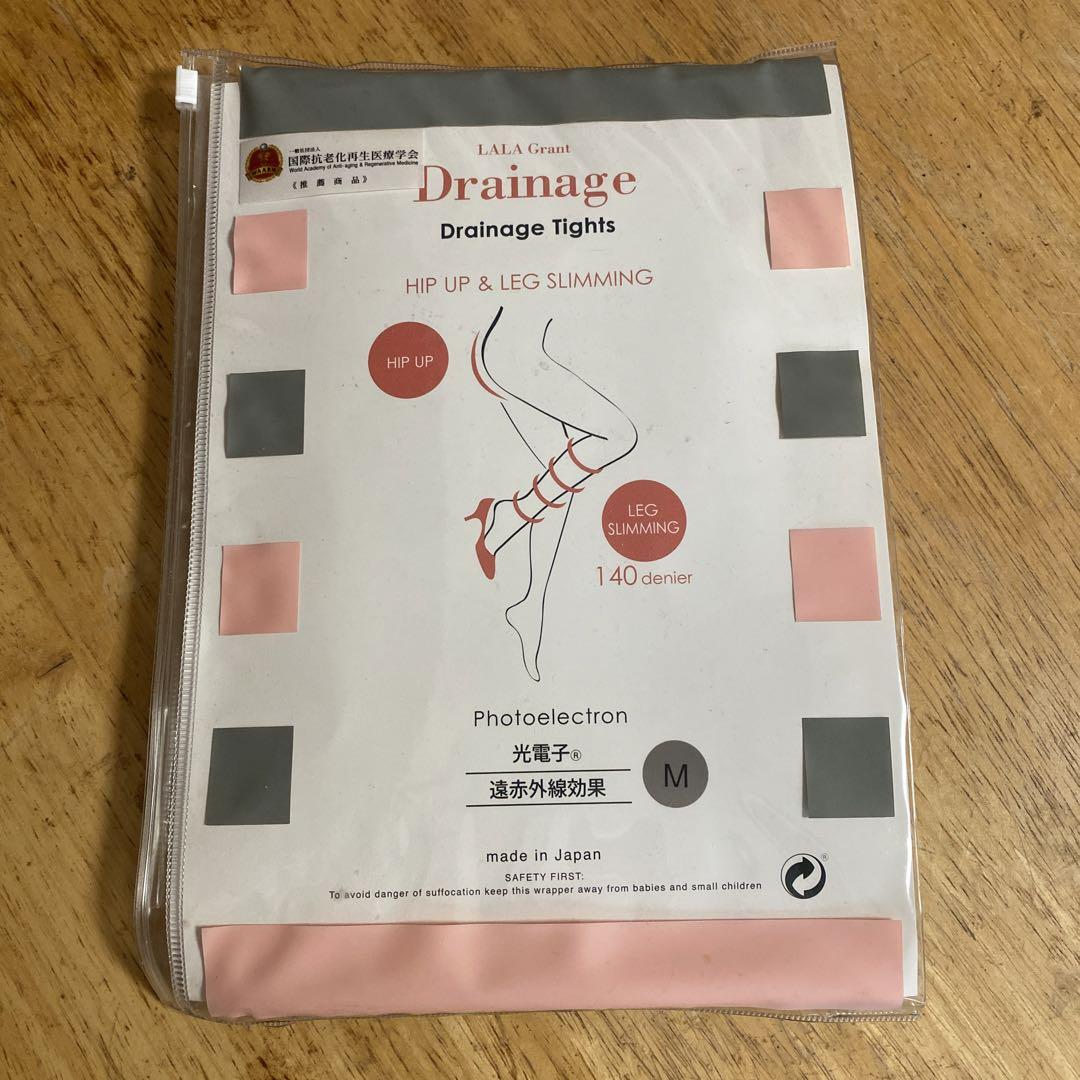 一般社団法人
国際抗老化再生医療学会
World Academy of Anti-aging & Regenerative Medicine
《推薦商品》
LALA Grant
Drainage
Drainage Tights
HIP UP & LEG SLIMMING
HIP UP
LEG
SLIMMING
140 denier
Photoelectron
光電子®
遠赤外線効果
M
made in Japan
SAFETY FIRST:
To avoid danger of suffocation keep this wrapper away from babies and small children
®